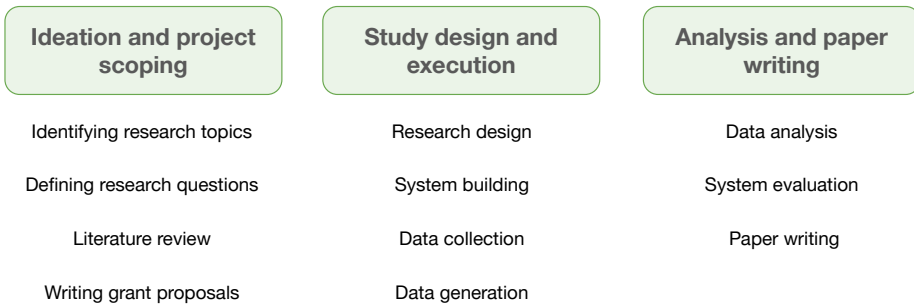 Ideation and project
scoping
Identifying research topics
Defining research questions
Literature review
Writing grant proposals
Study design and
execution
Research design
System building
Data collection
Data generation
Analysis and paper
writing
Data analysis
System evaluation
Paper writing